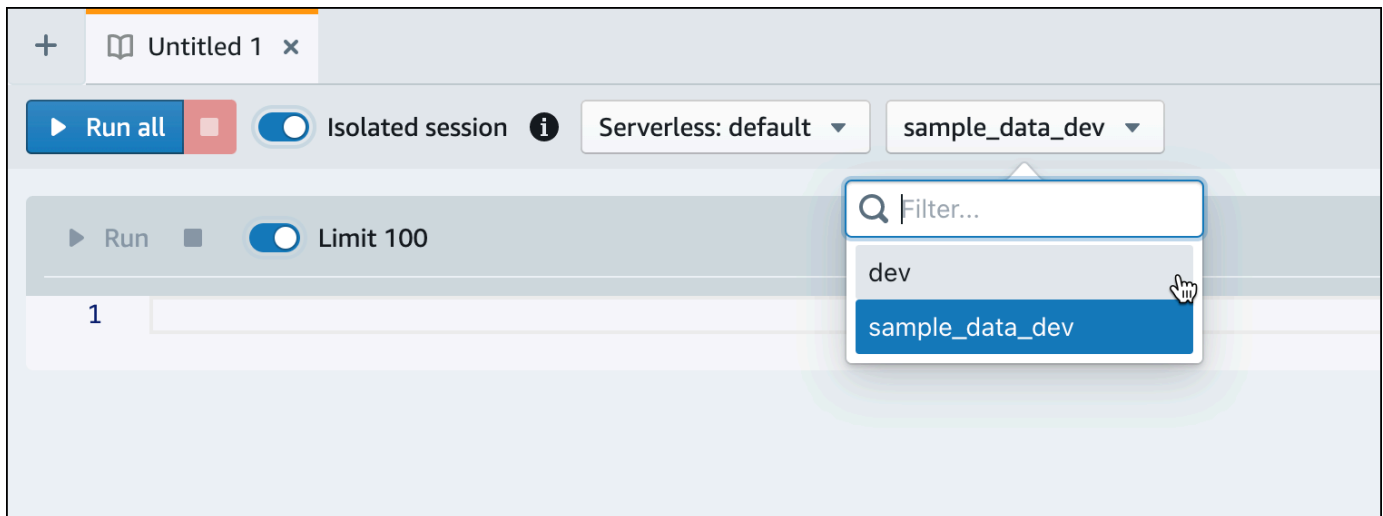 Untitled 1
Run all Isolated session Serverless: default sample_data_dev
Filter...
Run Limit 100
dev
1
sample_data_dev